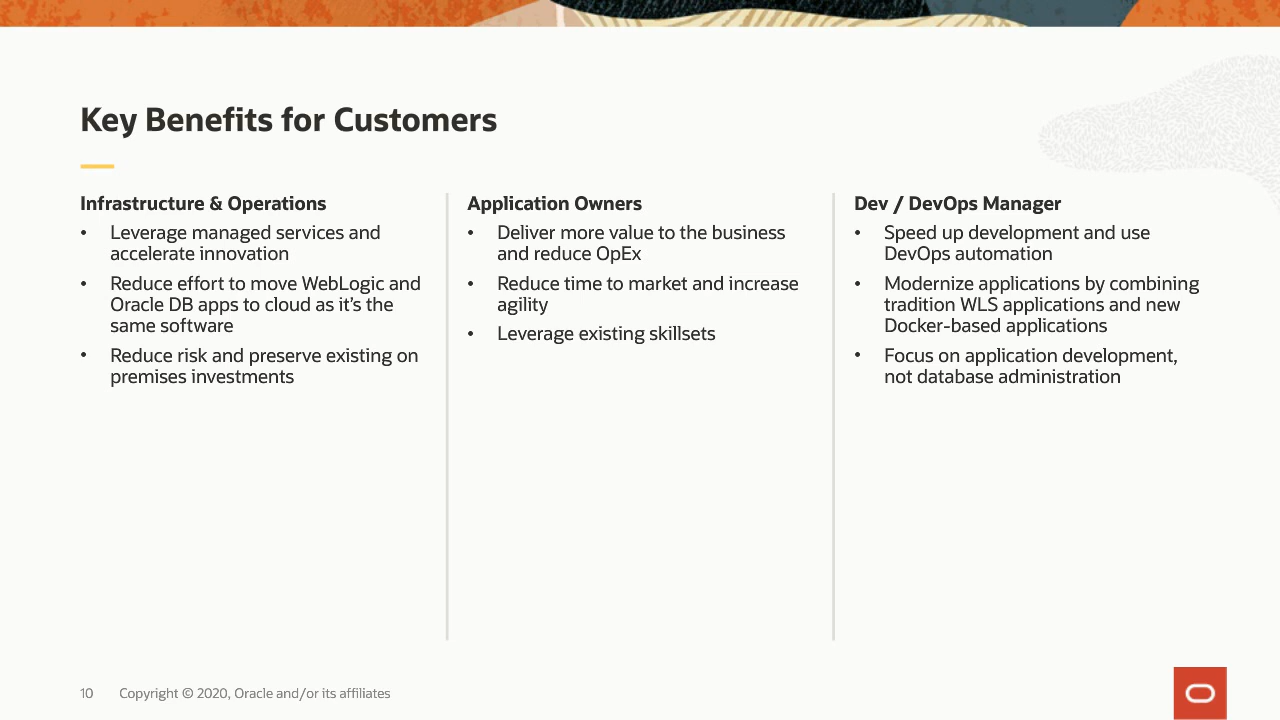 Key Benefits for Customers
Infrastructure & Operations
• Leverage managed services and
accelerate innovation
• Reduce effort to move WebLogic and
Oracle DB apps to cloud as it’s the
same software
• Reduce risk and preserve existing on
premises investments
Application Owners
• Deliver more value to the business
and reduce OpEx
• Reduce time to market and increase
agility
• Leverage existing skillsets
Dev / DevOps Manager
• Speed up development and use
DevOps automation
• Modernize applications by combining
tradition WLS applications and new
Docker-based applications
• Focus on application development,
not database administration
10 Copyright © 2020, Oracle and/or its affiliates